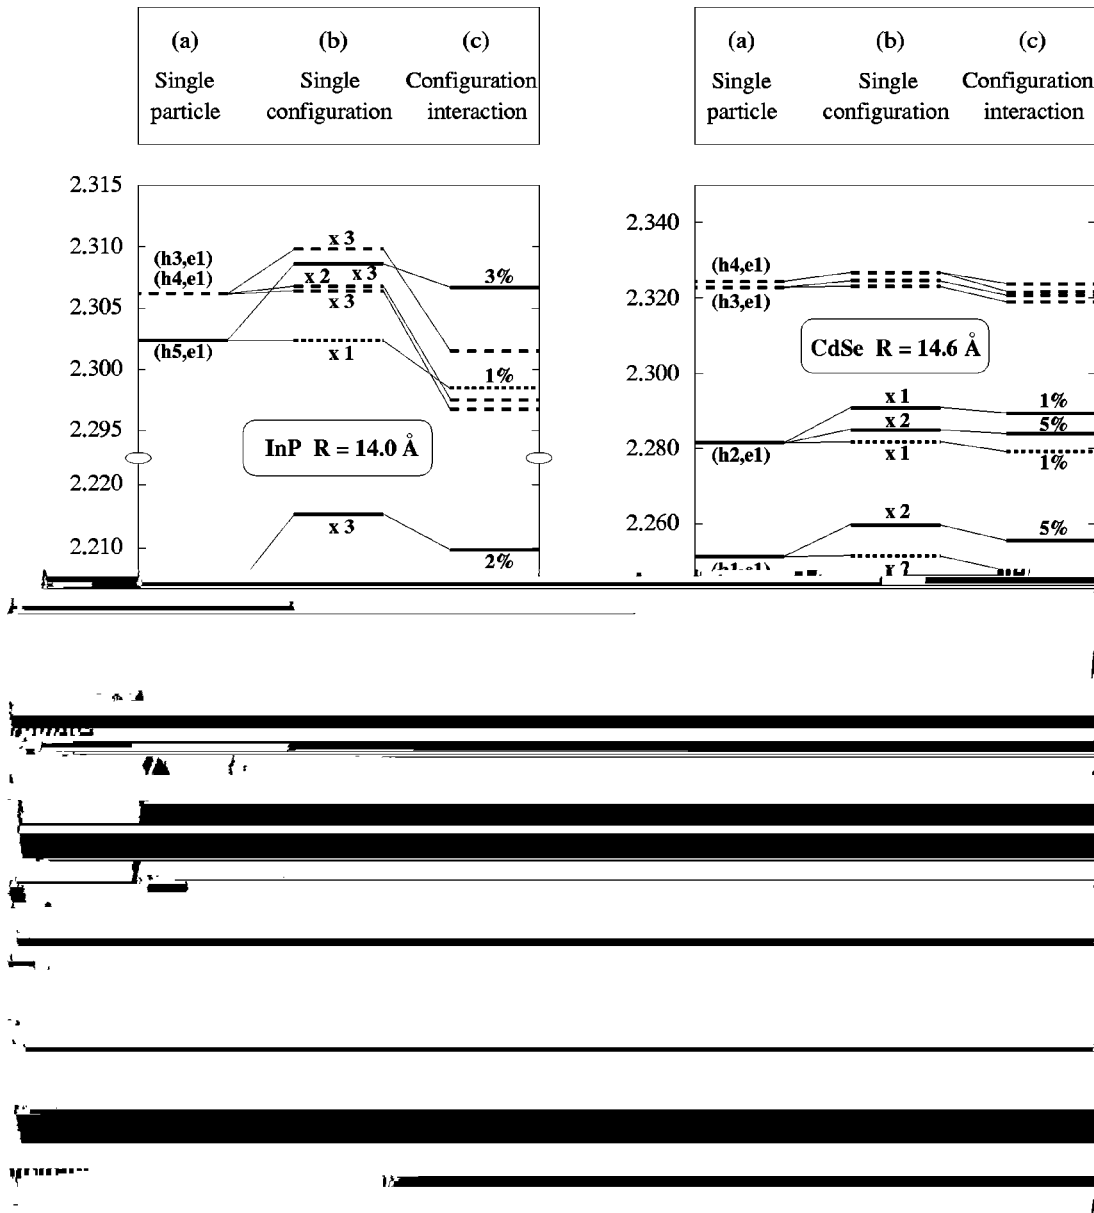 (a) (b) (c)
Single Single Configuration
particle configuration interaction
2.315
2.310
2.305
2.300
2.295
2.220
2.210
(h3,e1)
(h4,e1)
(h5,e1)
x 3
x 2 x 3
x 3
x 1
x 3
3%
1%
2%
InP R = 14.0 Å
(a) (b) (c)
Single Single Configuration
particle configuration interaction
2.340
2.320
2.300
2.280
2.260
(h4,e1)
(h3,e1)
CdSe R = 14.6 Å
(h2,e1)
x 1
x 2
x 1
x 2
1%
5%
1%
5%